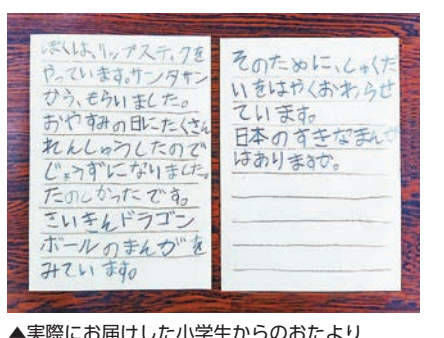 ぼくは、リップスティックを
やっています。サンタサン
から、もらいました。
おやすみの日にたくさん
れんしゅうしたので
じょうずになりました。
たのしかったです。
さいきんドラゴン
ボールのまんがを
みています。
そのために、しゅくだ
いをはやくおわらせ
ています。
日本のすきなまんが
はありますか。
▲実際にお届けした小学生からのおたより